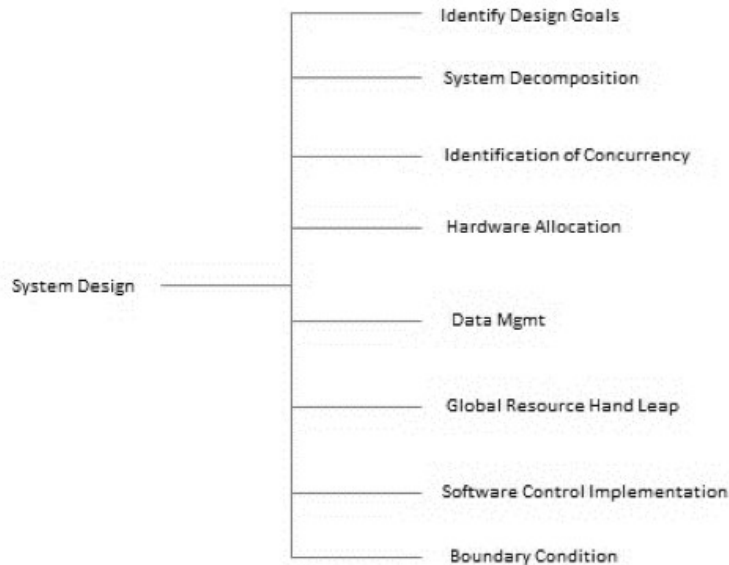 Identify Design Goals
System Decomposition
Identification of Concurrency
Hardware Allocation
System Design
Data Mgmt
Global Resource Hand Leap
Software Control Implementation
Boundary Condition